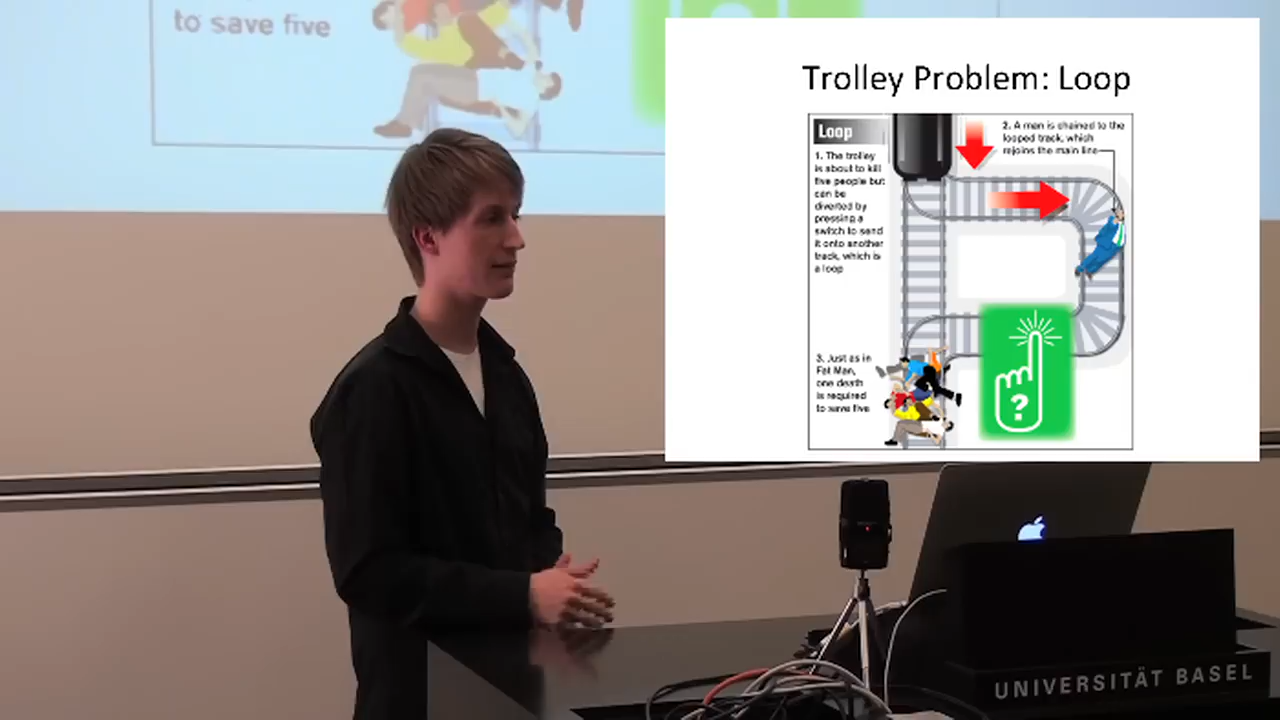 to save five
Trolley Problem: Loop
Loop
1. The trolley
is about to kill
five people but
can be
diverted by
pressing a
switch to send
it onto another
track, which is
a loop
2. A man is chained to the
looped track, which
rejoins the main line
3. Just as in
Fat Man,
one death
is required
to save five
?
UNIVERSITÄT BASEL